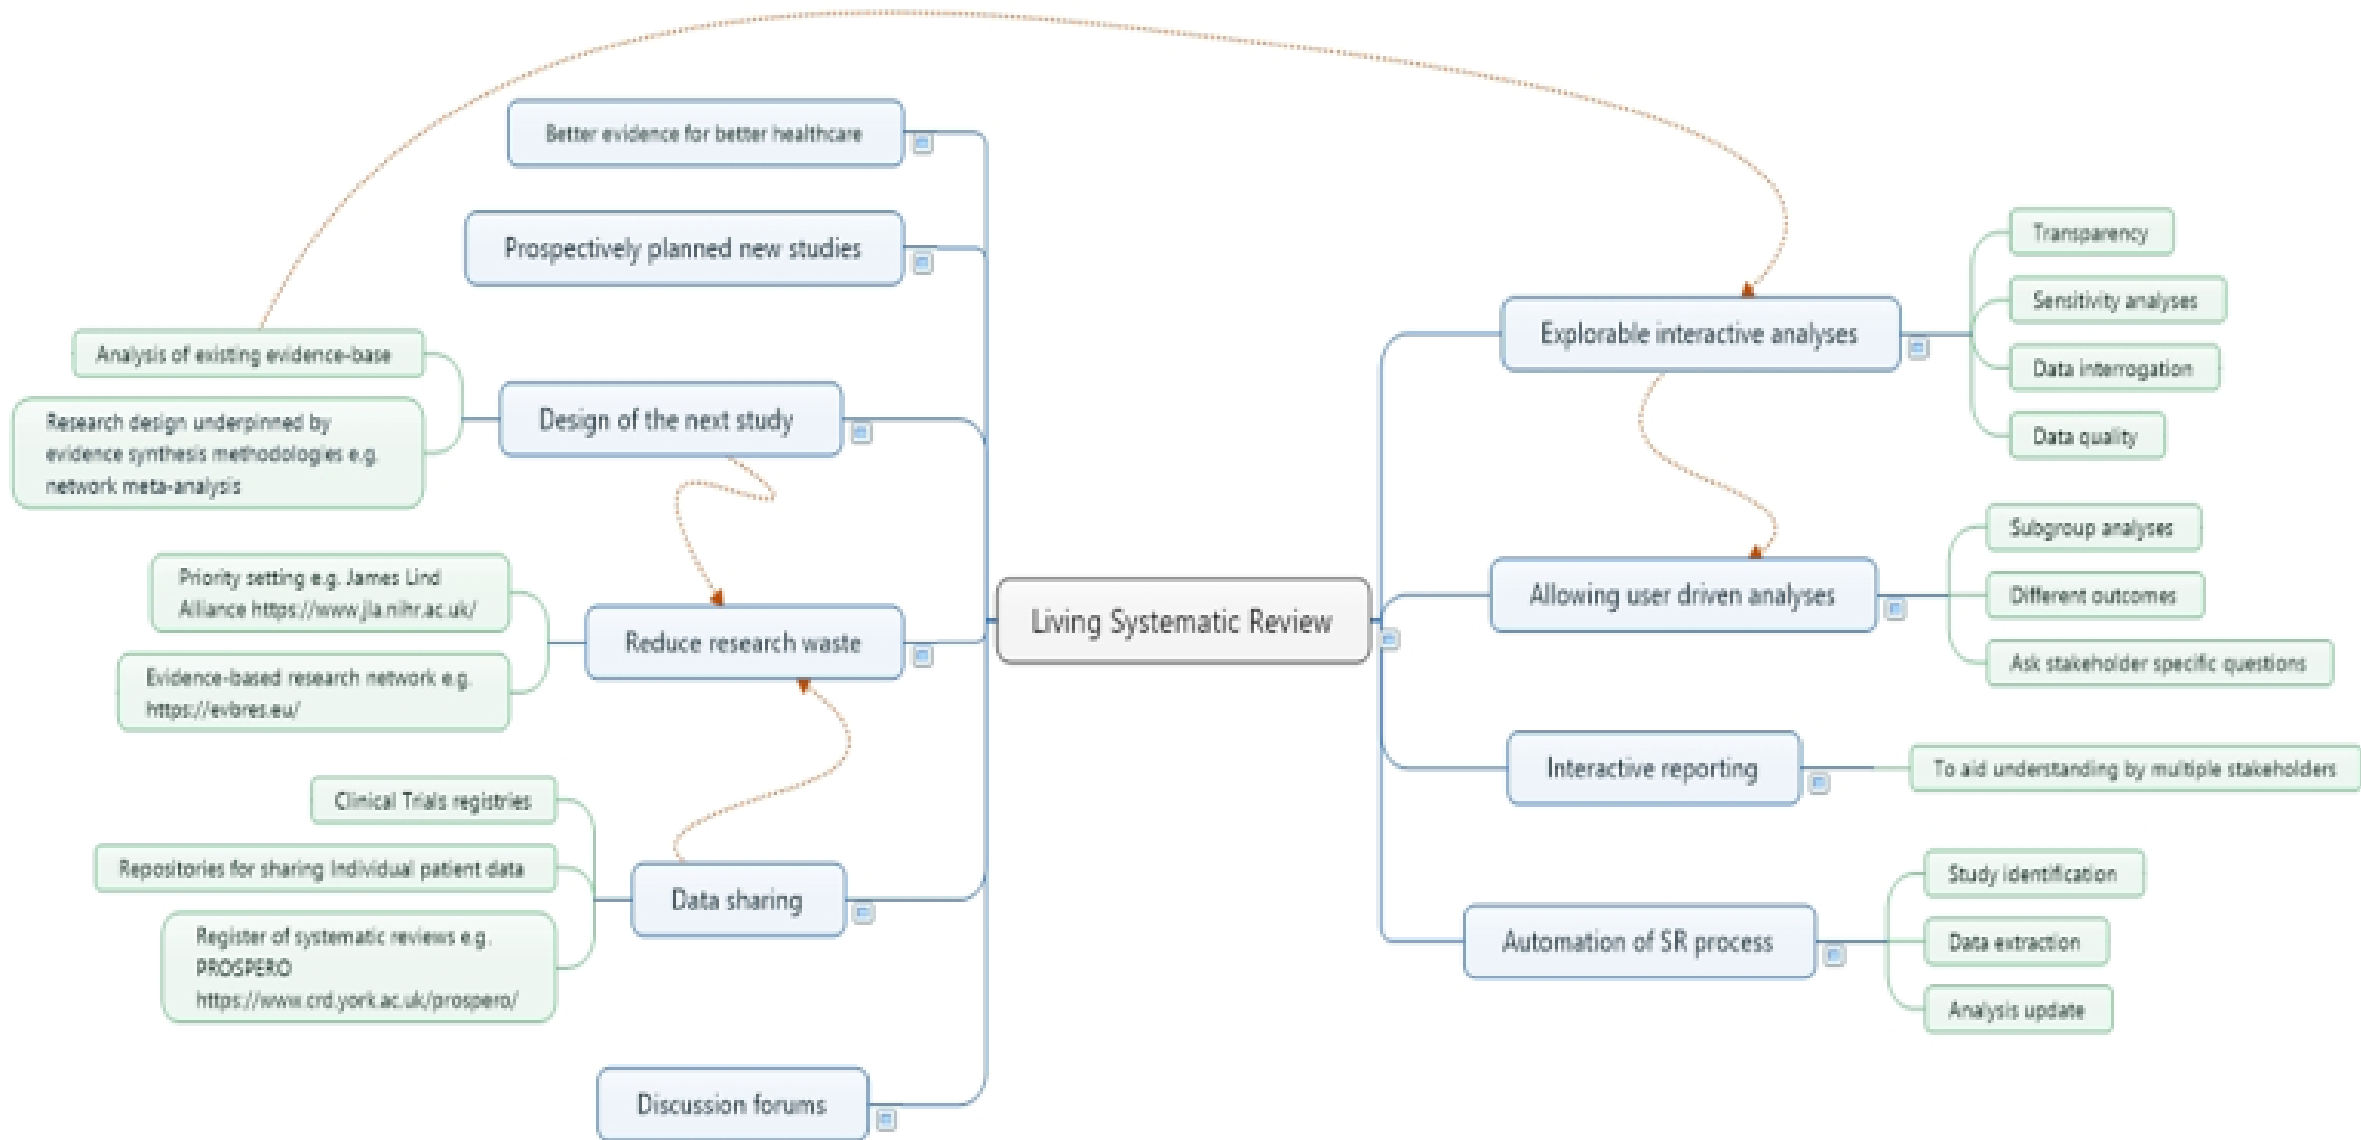 Better evidence for better healthcare
Prospectively planned new studies
Analysis of existing evidence-base
Research design underpinned by
evidence synthesis methodologies e.g.
network meta-analysis
Design of the next study
Priority setting e.g. James Lind
Alliance https://www.jla.nihr.ac.uk/
Evidence-based research network e.g.
https://evbres.eu/
Reduce research waste
Clinical Trials registries
Repositories for sharing Individual patient data
Register of systematic reviews e.g.
PROSPERO
https://www.crd.york.ac.uk/prospero/
Data sharing
Discussion forums
Living Systematic Review
Explorable interactive analyses
Transparency
Sensitivity analyses
Data interrogation
Data quality
Allowing user driven analyses
Subgroup analyses
Different outcomes
Ask stakeholder specific questions
Interactive reporting
To aid understanding by multiple stakeholders
Automation of SR process
Study identification
Data extraction
Analysis update